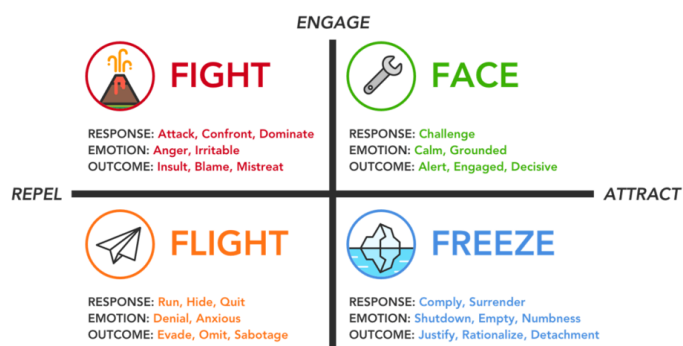 ENGAGE
FIGHT
RESPONSE: Attack, Confront, Dominate
EMOTION: Anger, Irritable
OUTCOME: Insult, Blame, Mistreat
FACE
RESPONSE: Challenge
EMOTION: Calm, Grounded
OUTCOME: Alert, Engaged, Decisive
REPEL
ATTRACT
FLIGHT
RESPONSE: Run, Hide, Quit
EMOTION: Denial, Anxious
OUTCOME: Evade, Omit, Sabotage
FREEZE
RESPONSE: Comply, Surrender
EMOTION: Shutdown, Empty, Numbness
OUTCOME: Justify, Rationalize, Detachment